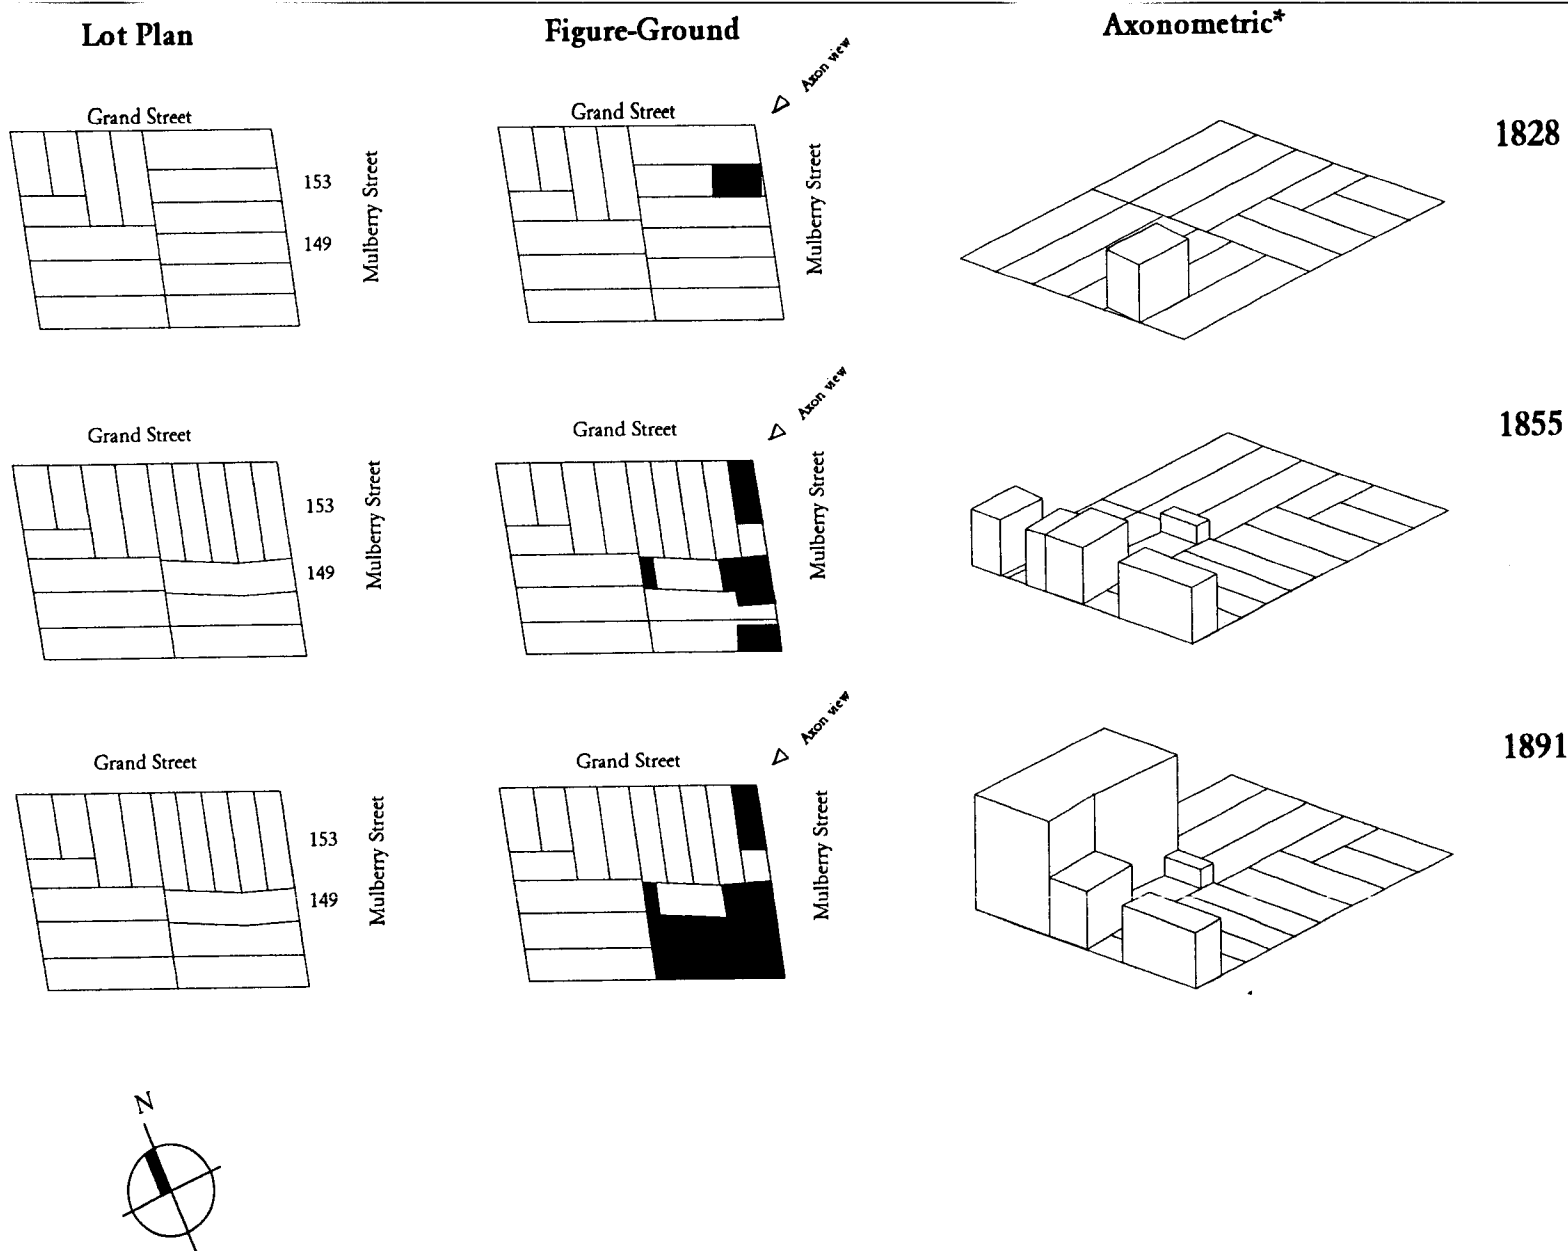 Lot Plan
Figure-Ground
Axonometric*
Axon view
Grand Street
Grand Street
1828
153
149
Mulberry Street
Mulberry Street
Axon view
1855
Grand Street
Grand Street
153
149
Mulberry Street
Mulberry Street
Axon view
1891
Grand Street
Grand Street
153
149
Mulberry Street
Mulberry Street
N